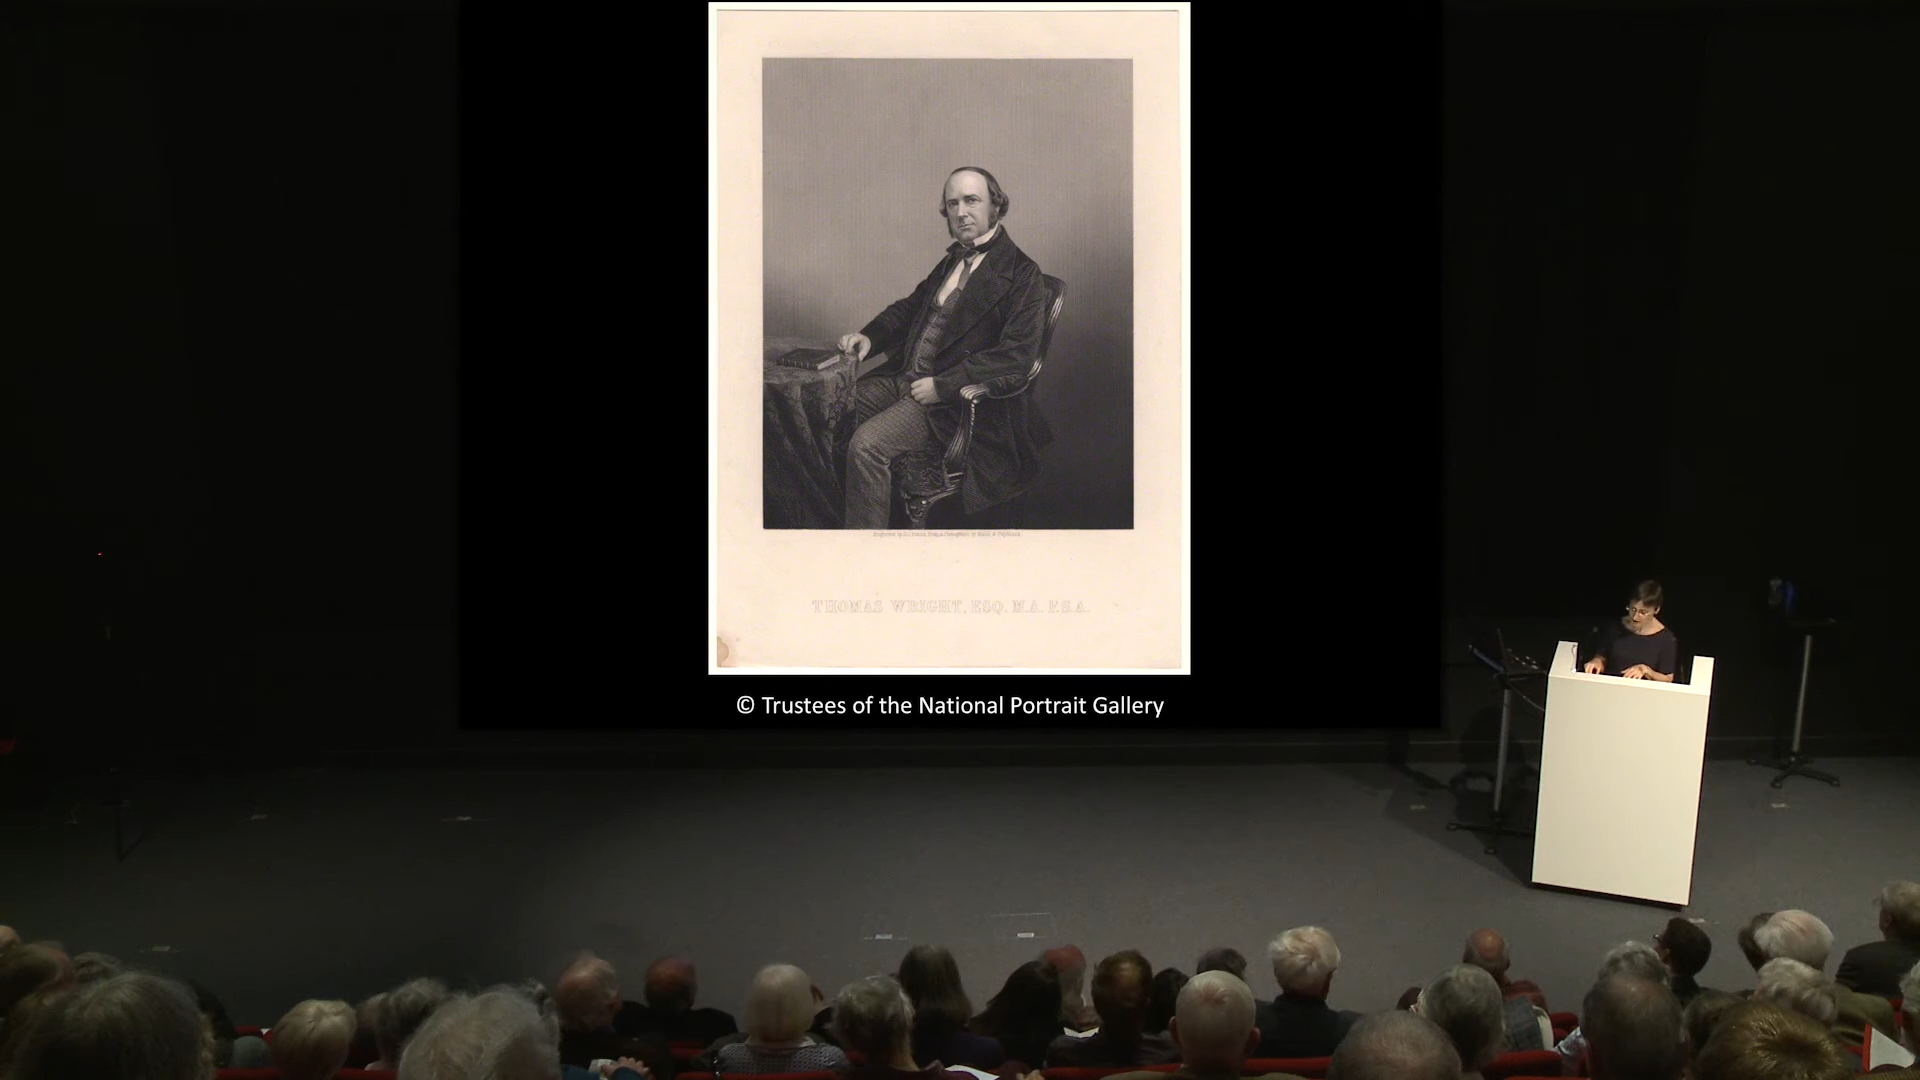 THOMAS WRIGHT, ESQ. M.A. F.S.A.
© Trustees of the National Portrait Gallery